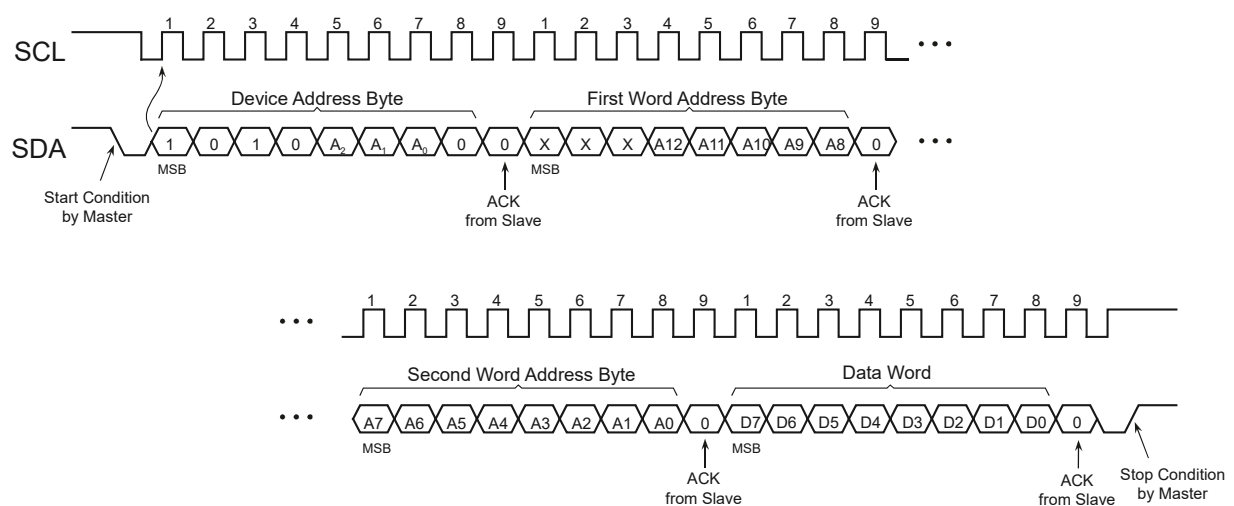 1 2 3 4 5 6 7 8 9 1 2 3 4 5 6 7 8 9
SCL
Device Address Byte First Word Address Byte
SDA 1 0 1 0 A2 A1 A0 0 0 X X X A12 A11 A10 A9 A8 0
MSB MSB
Start Condition
by Master
ACK
from Slave
ACK
from Slave
1 2 3 4 5 6 7 8 9 1 2 3 4 5 6 7 8 9
Second Word Address Byte Data Word
A7 A6 A5 A4 A3 A2 A1 A0 0 D7 D6 D5 D4 D3 D2 D1 D0 0
MSB MSB
ACK
from Slave
ACK
from Slave
Stop Condition
by Master